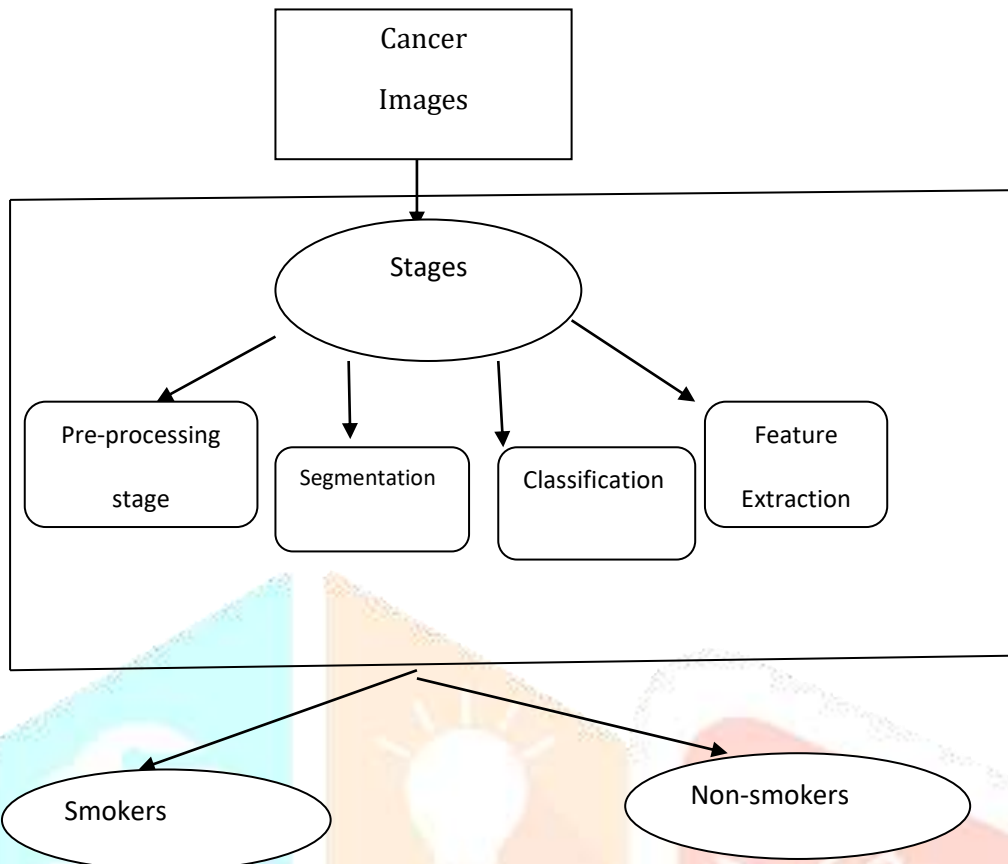 Cancer
Images
Stages
Pre-processing
stage
Segmentation
Classification
Feature
Extraction
Smokers
Non-smokers